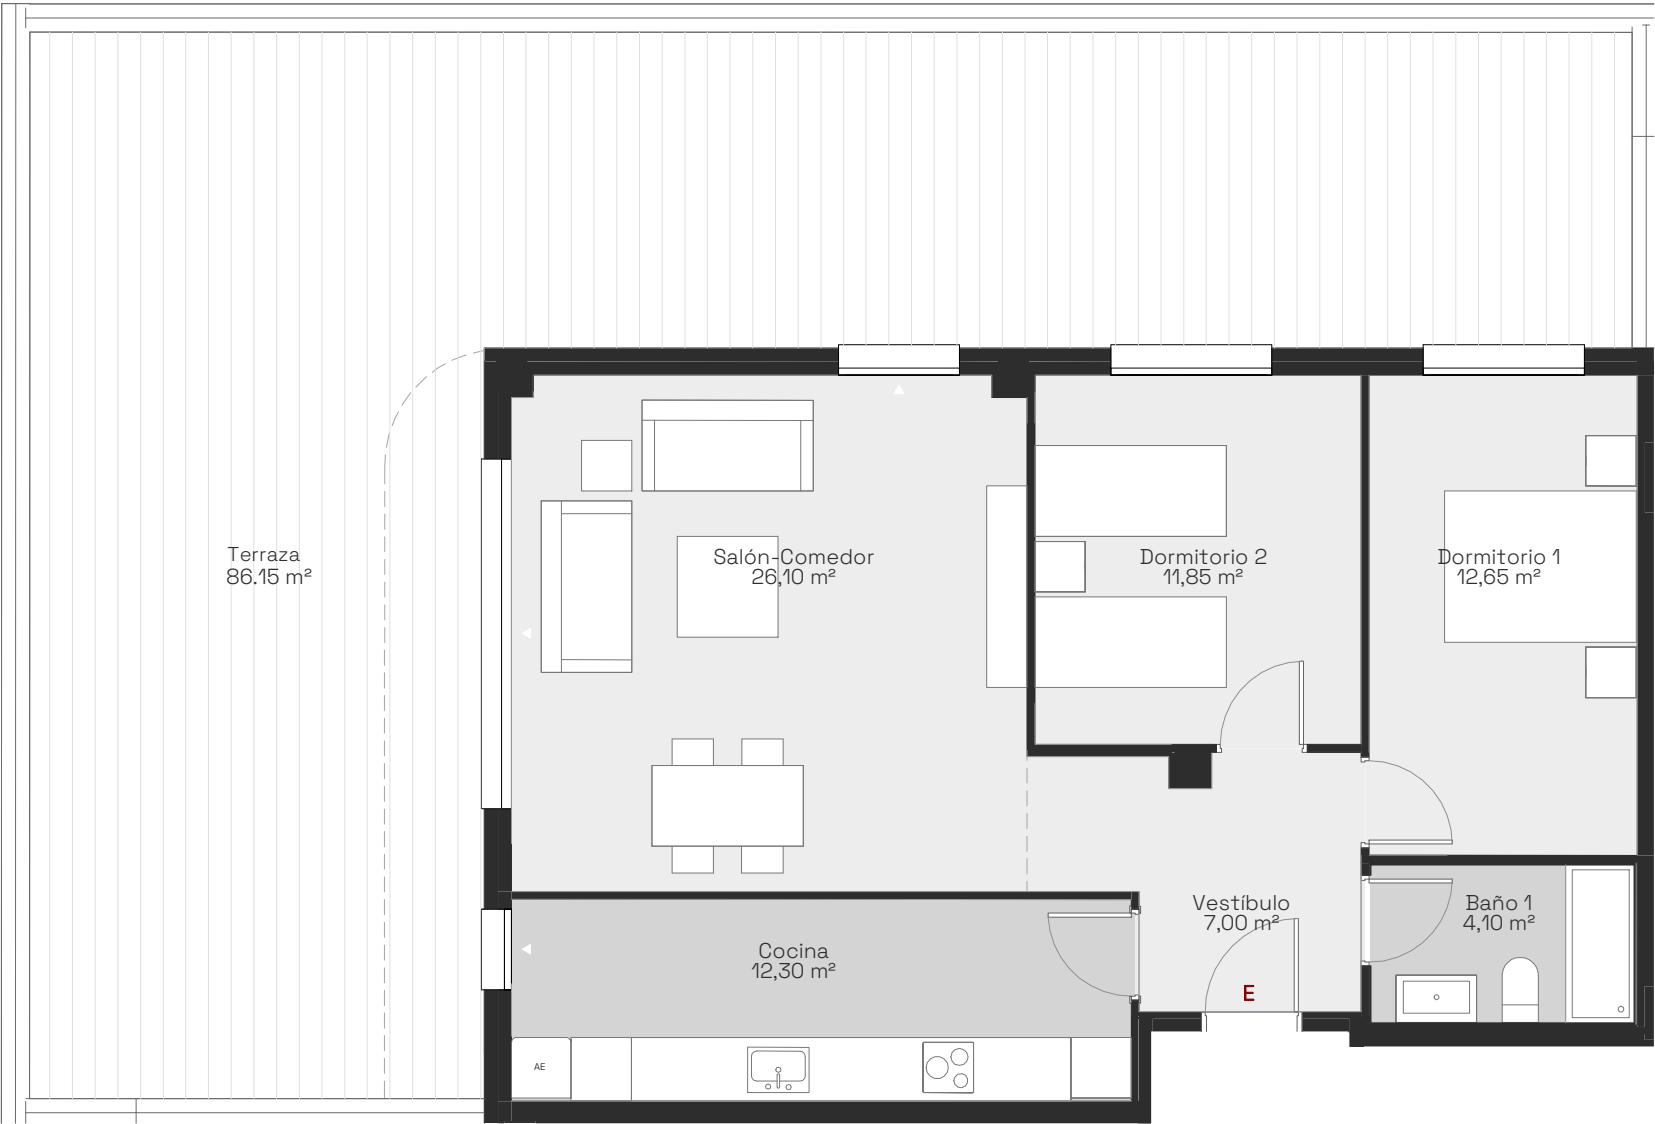 Terraza
86.15 m²
Salón-Comedor
26,10 m²
Dormitorio 2
11,85 m²
Dormitorio 1
12,65 m²
Vestíbulo
7,00 m²
Baño 1
4,10 m²
Cocina
12,30 m²
E
AE